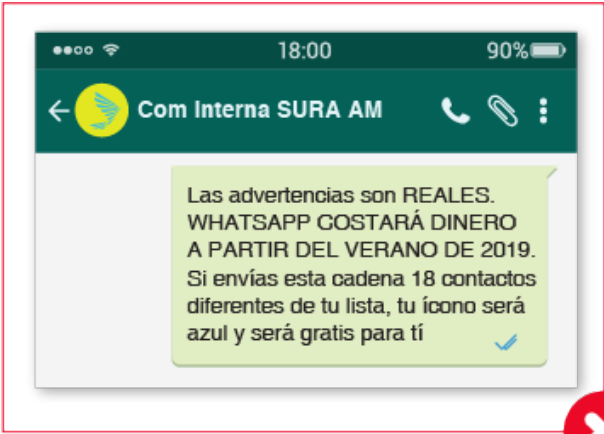 18:00
90%
Com Interna SURA AM
Las advertencias son REALES.
WHATSAPP COSTARÁ DINERO
A PARTIR DEL VERANO DE 2019.
Si envías esta cadena 18 contactos
diferentes de tu lista, tu ícono será
azul y será gratis para tí